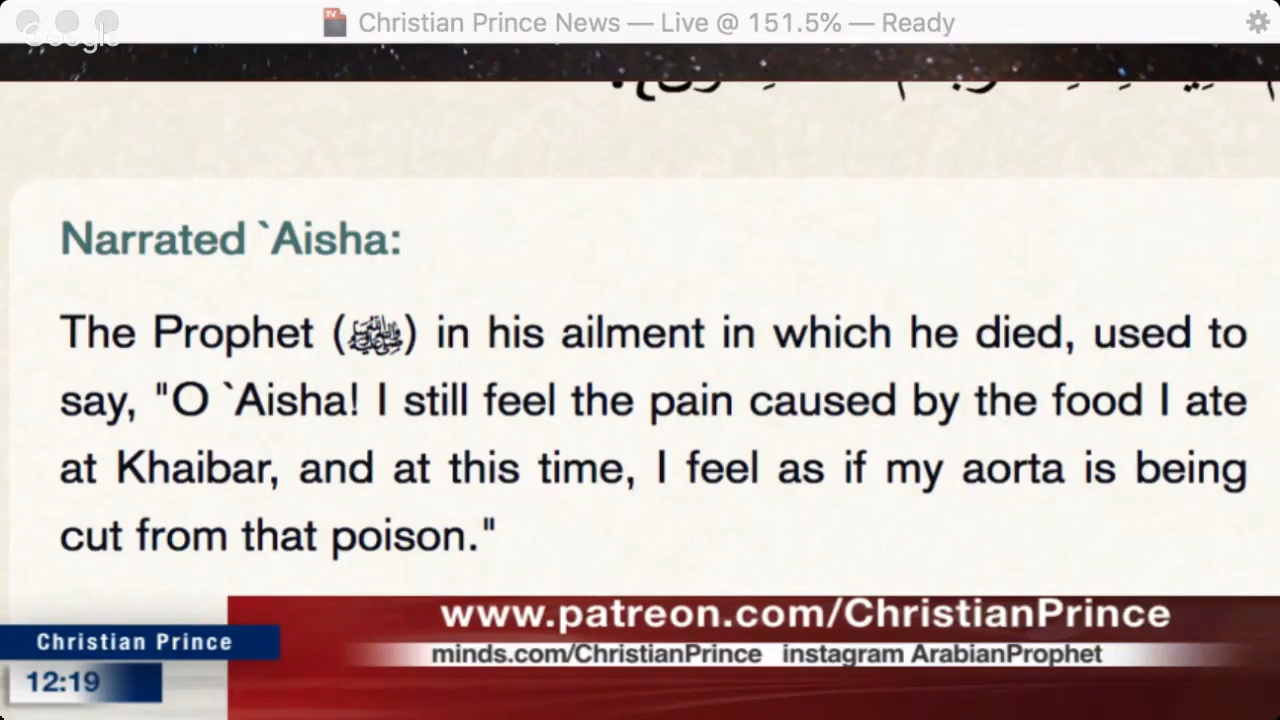 Christian Prince News — Live @ 151.5% — Ready
Google
Narrated `Aisha:
The Prophet (ﷺ) in his ailment in which he died, used to
say, "O `Aisha! I still feel the pain caused by the food I ate
at Khaibar, and at this time, I feel as if my aorta is being
cut from that poison."
www.patreon.com/ChristianPrince
minds.com/ChristianPrince instagram ArabianProphet
Christian Prince
12:19